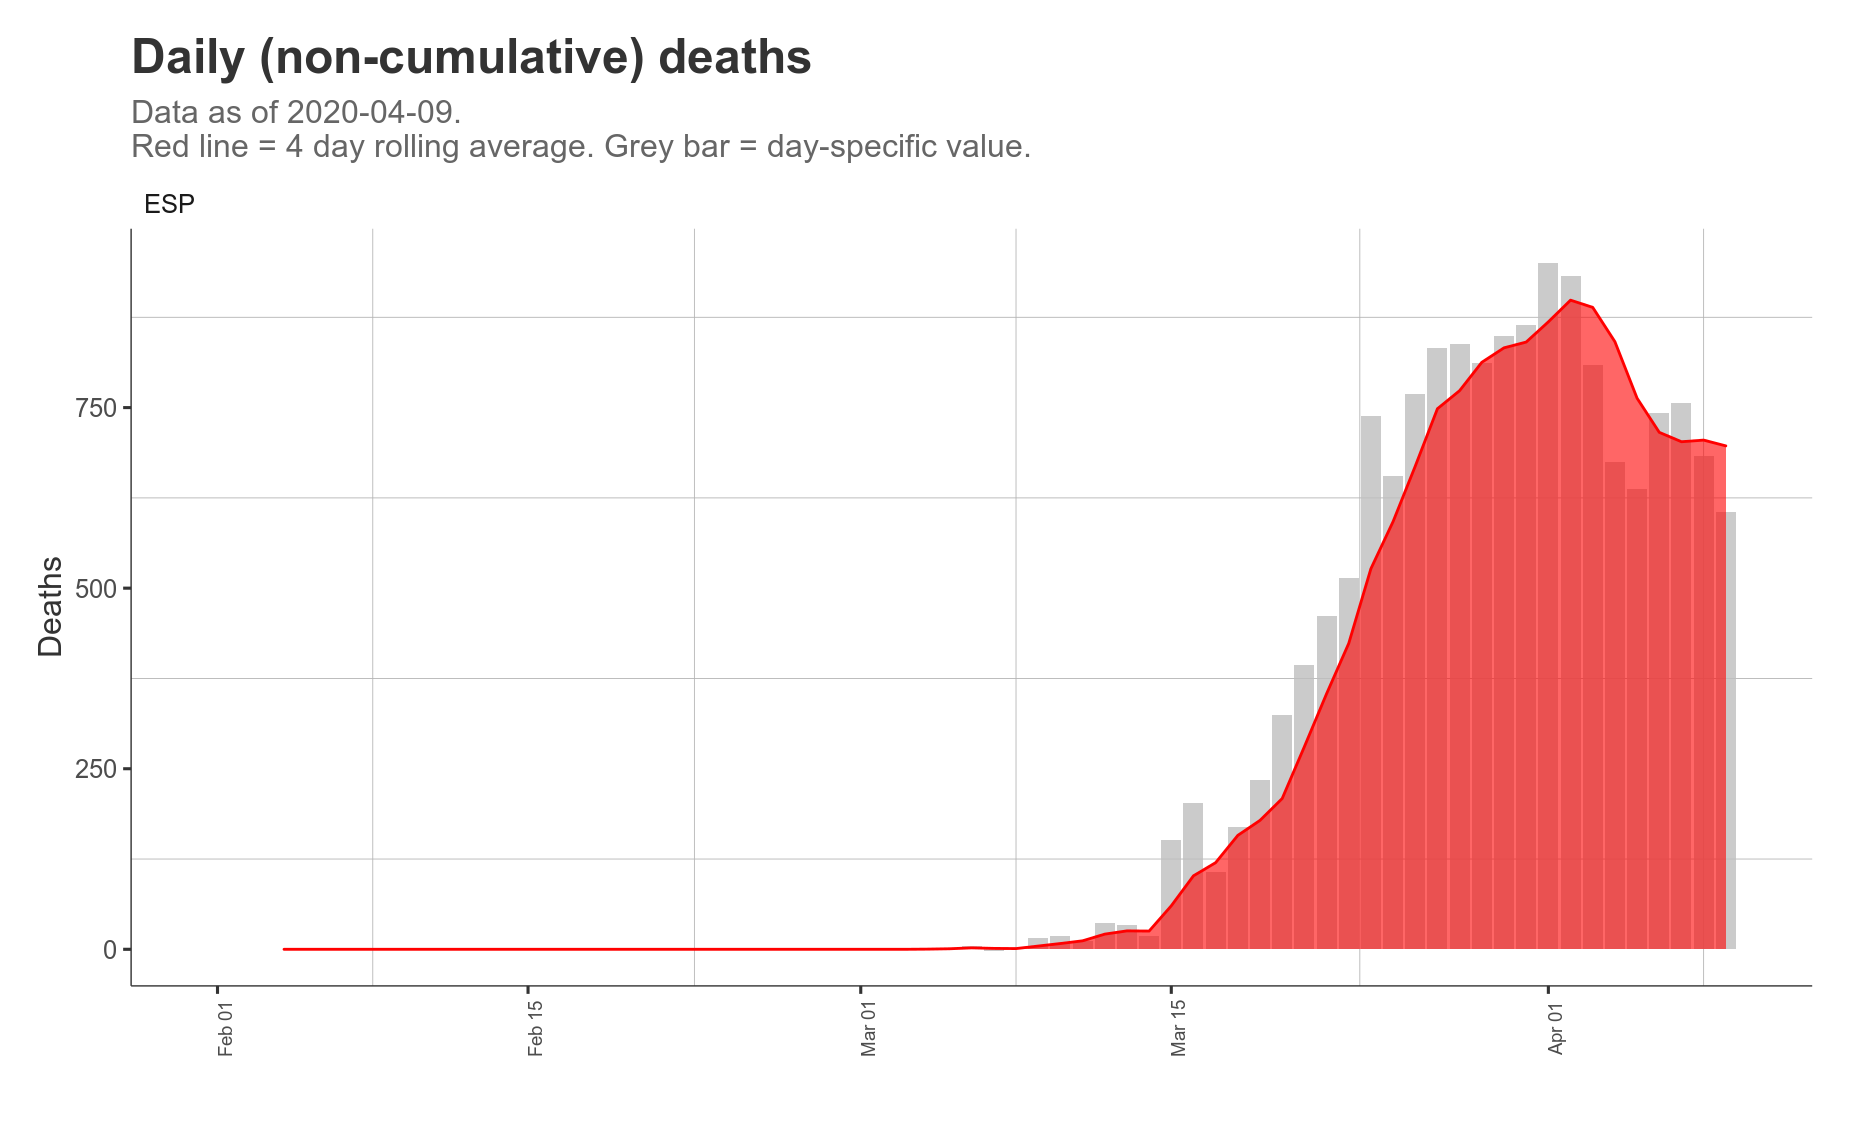 Daily (non-cumulative) deaths
Data as of 2020-04-09.
Red line = 4 day rolling average. Grey bar = day-specific value.
ESP
Deaths
750
500
250
0
Feb 01
Feb 15
Mar 01
Mar 15
Apr 01